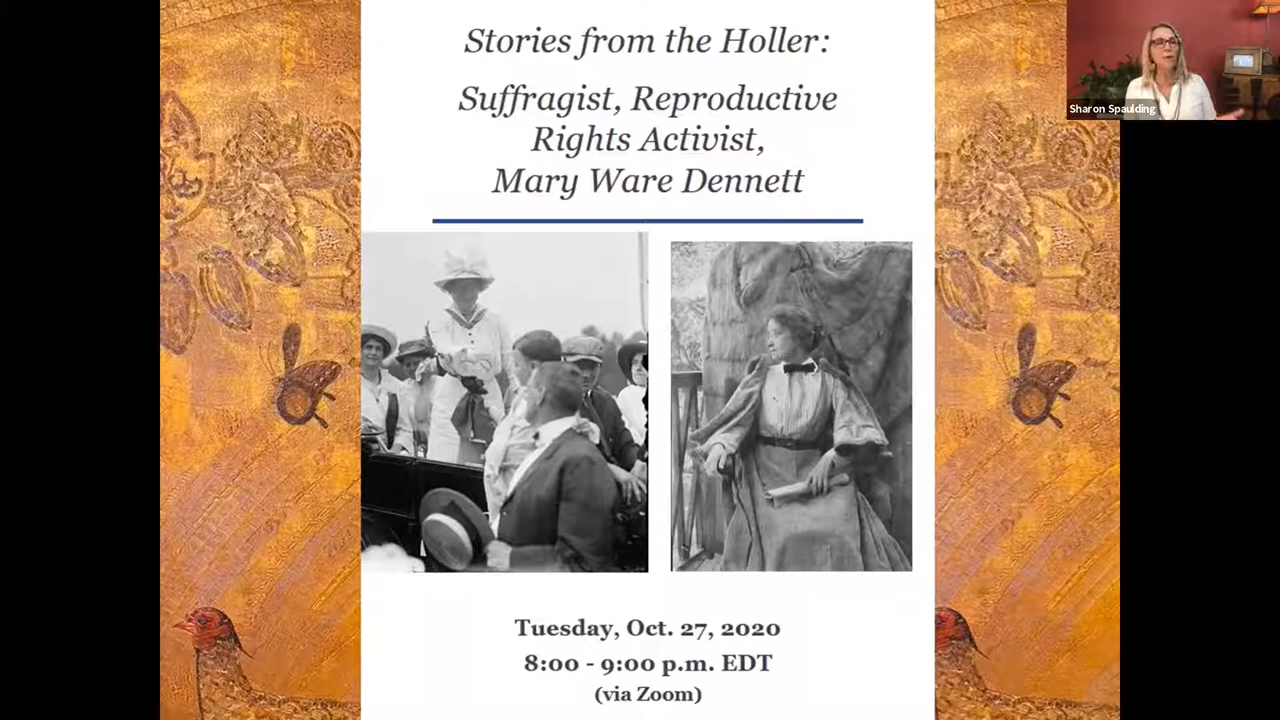 Stories from the Holler:
Suffragist, Reproductive
Rights Activist,
Mary Ware Dennett
Tuesday, Oct. 27, 2020
8:00 - 9:00 p.m. EDT
(via Zoom)
Sharon Spaulding